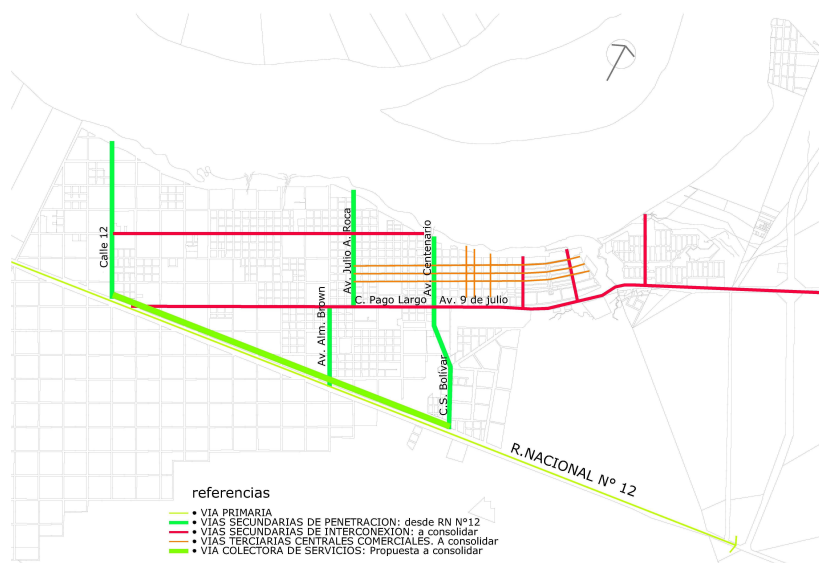 Calle 12
Av. Julio A. Roca
Av. Centenario
C. Pago Largo
Av. 9 de julio
Av. Alm. Brown
C.S. Bolívar
R.NACIONAL N° 12
referencias
• VIA PRIMARIA
• VIAS SECUNDARIAS DE PENETRACION: desde RN N°12
• VIAS SECUNDARIAS DE INTERCONEXION: a consolidar
• VIAS TERCIARIAS CENTRALES COMERCIALES. A consolidar
• VIA COLECTORA DE SERVICIOS: Propuesta a consolidar